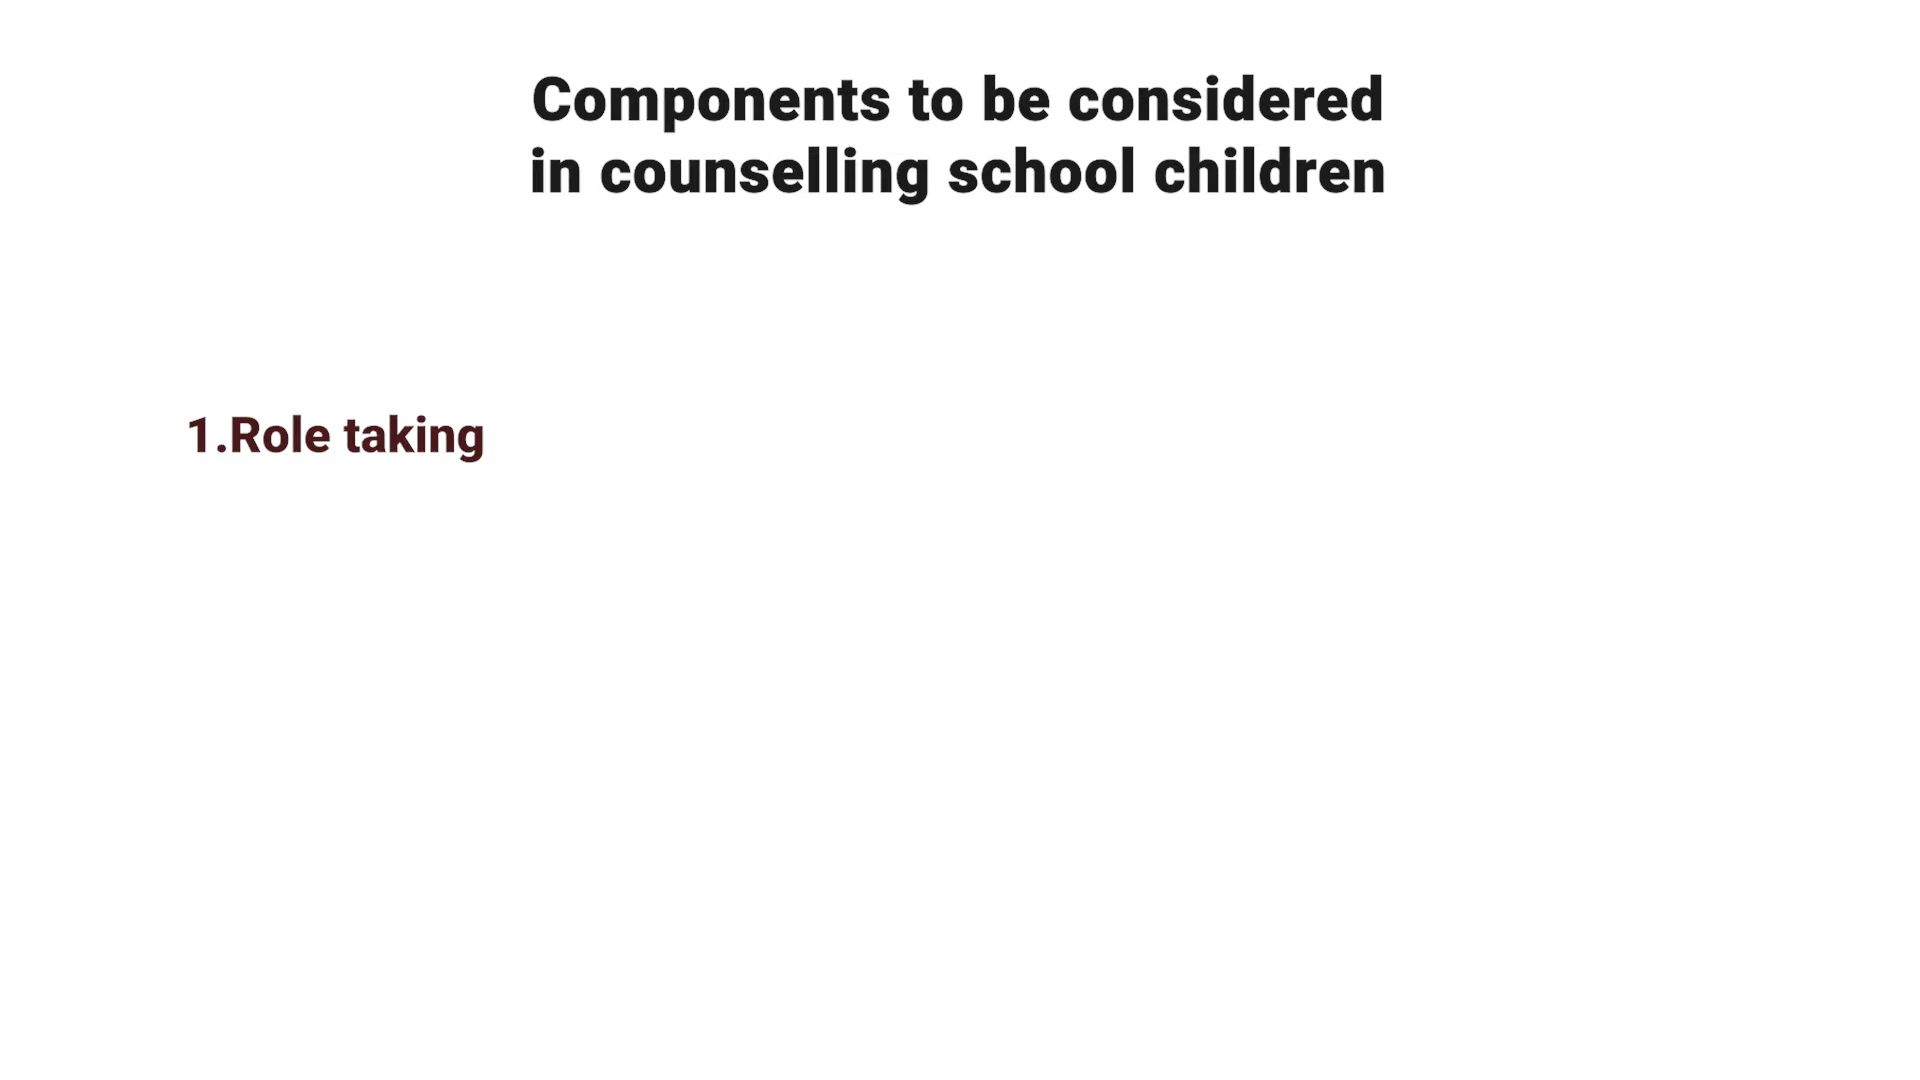 Components to be considered
in counselling school children
1.Role taking